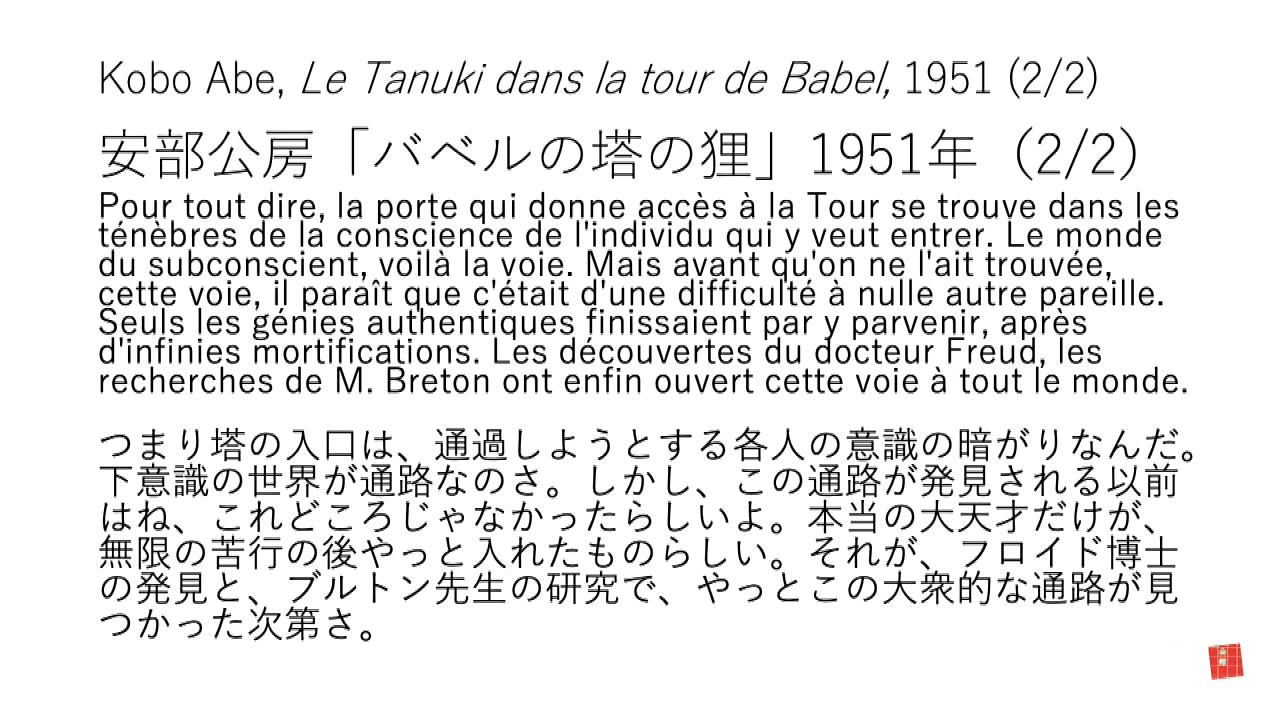 Kobo Abe, Le Tanuki dans la tour de Babel, 1951 (2/2)
安部公房「バベルの塔の狸」1951年（2/2）
Pour tout dire, la porte qui donne accès à la Tour se trouve dans les
ténèbres de la conscience de l'individu qui y veut entrer. Le monde
du subconscient, voilà la voie. Mais avant qu'on ne l'ait trouvée,
cette voie, il paraît que c'était d'une difficulté à nulle autre pareille.
Seuls les génies authentiques finissaient par y parvenir, après
d'infinies mortifications. Les découvertes du docteur Freud, les
recherches de M. Breton ont enfin ouvert cette voie à tout le monde.
つまり塔の入口は、通過しようとする各人の意識の暗がりなんだ。
下意識の世界が通路なのさ。しかし、この通路が発見される以前
はね、これどころじゃなかったらしいよ。本当の大天才だけが、
無限の苦行の後やっと入れたものらしい。それが、フロイド博士
の発見と、ブルトン先生の研究で、やっとこの大衆的な通路が見
つかった次第さ。
会館